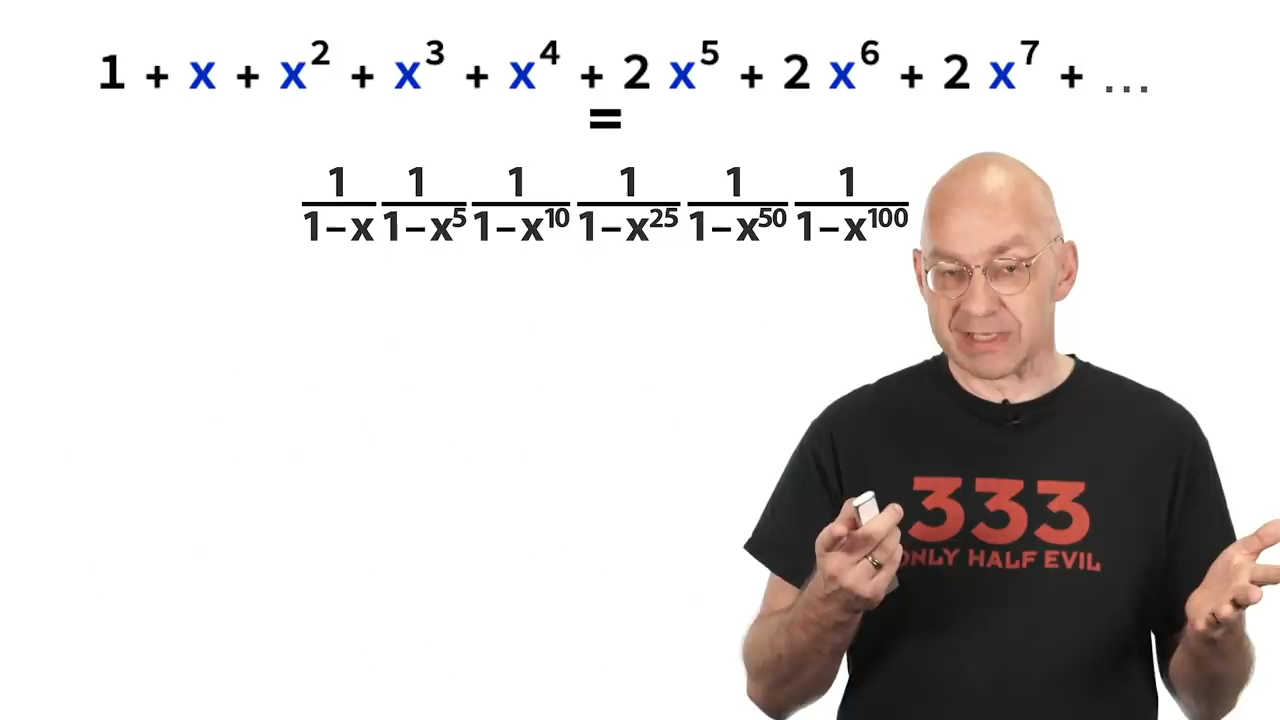 1 + x + x² + x³ + x⁴ + 2 x⁵ + 2 x⁶ + 2 x⁷ + ...
=
1/(1−x) 1/(1−x⁵) 1/(1−x¹⁰) 1/(1−x²⁵) 1/(1−x⁵⁰) 1/(1−x¹⁰⁰)
333
ONLY HALF EVIL